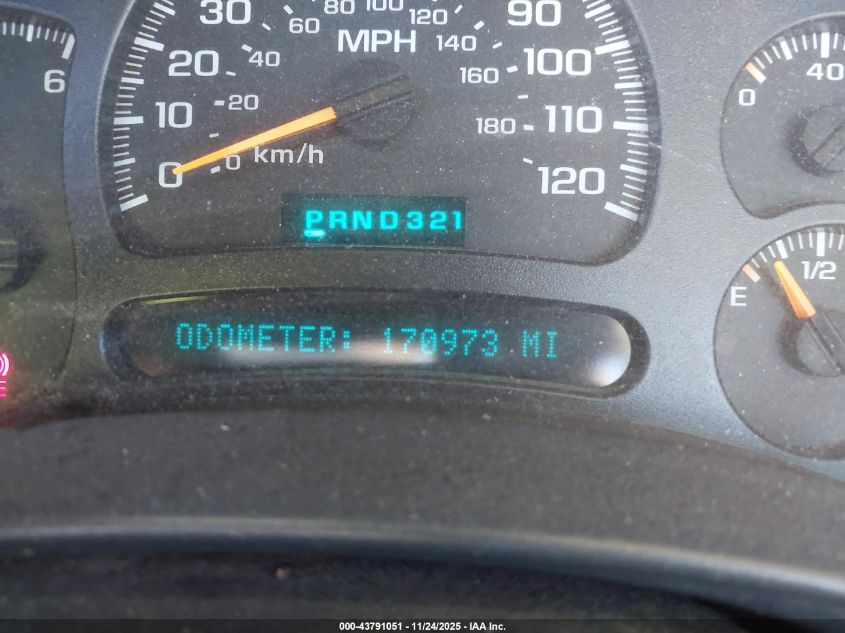 6
0 10 20 30 90 100 110 120
MPH
0 20 40 60 80 100 120 140 160 180
km/h
PRND321
ODOMETER: 170973 MI
0 40
E 1/2
000-43791051 - 11/24/2025 - IAA Inc.